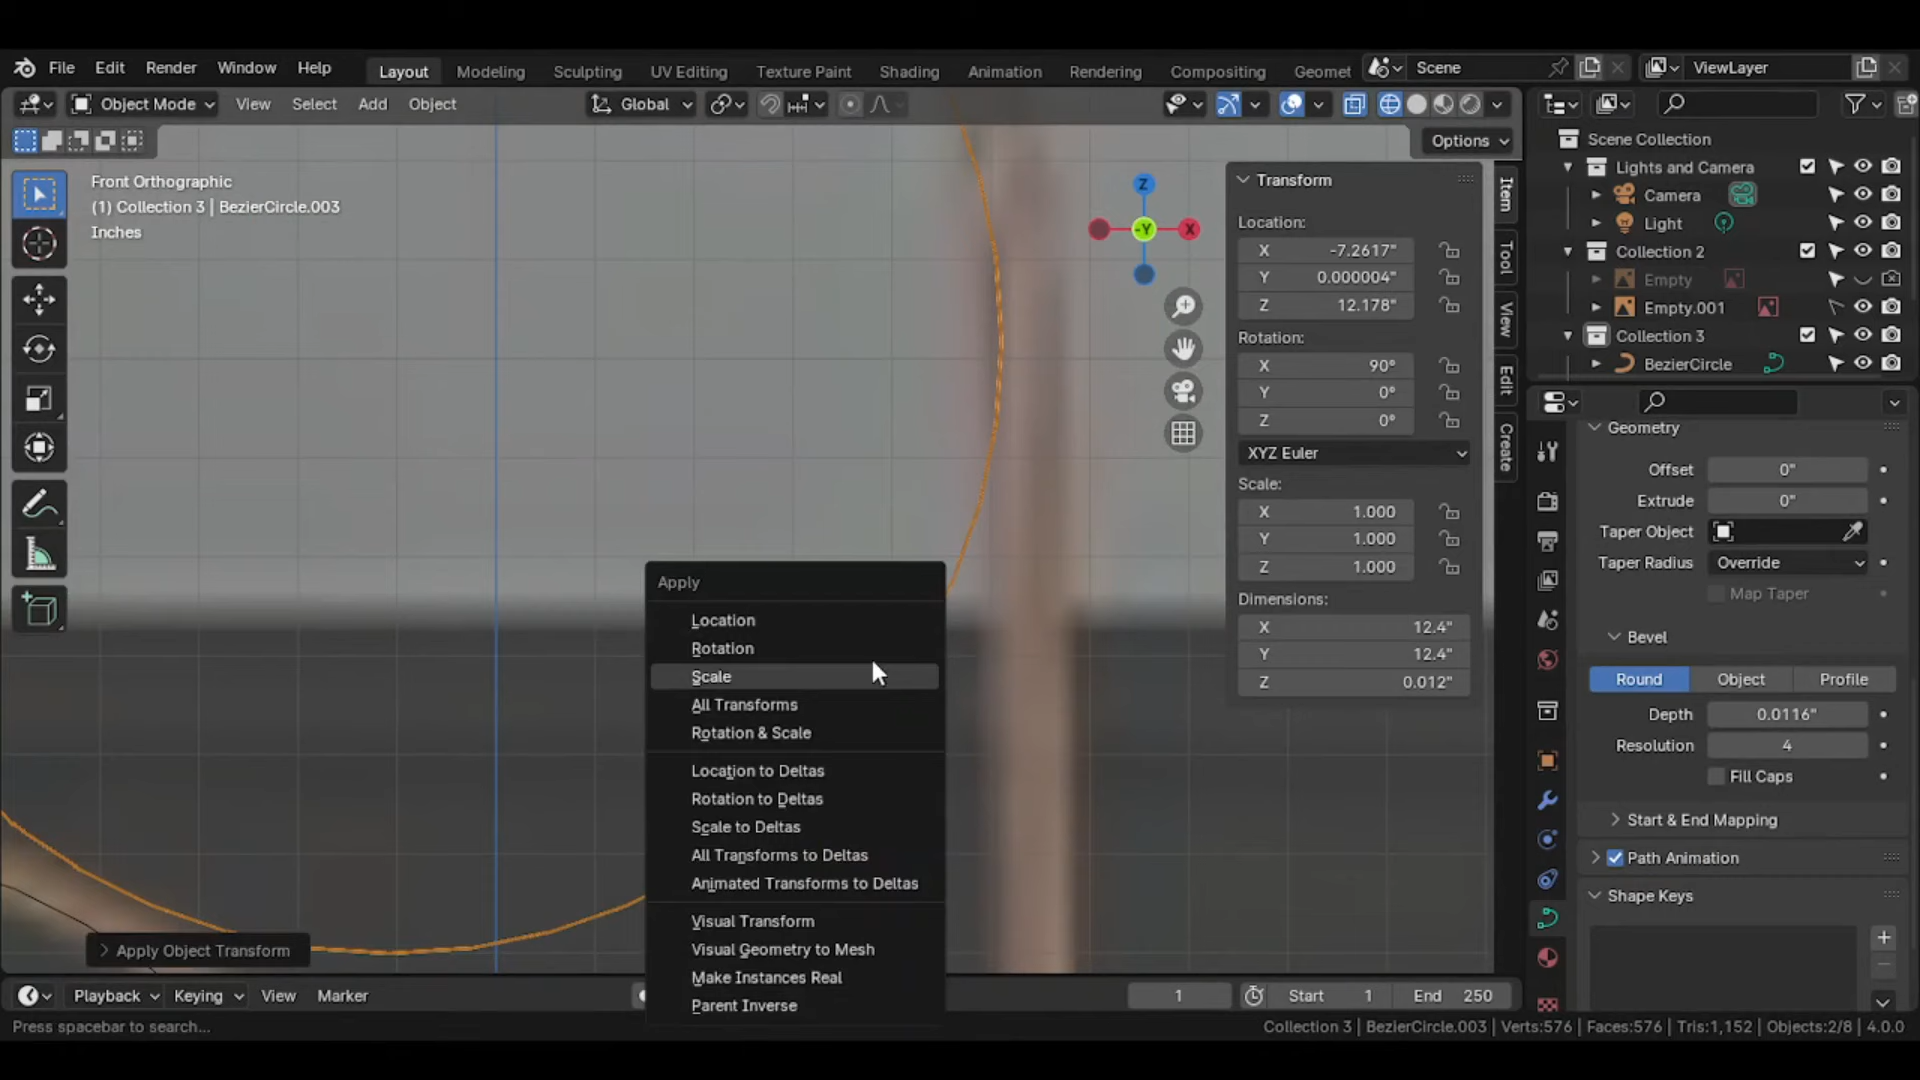 File Edit Render Window Help Layout Modeling Sculpting UV Editing Texture Paint Shading Animation Rendering Compositing Geomet Scene ViewLayer
Object Mode View Select Add Object Global
Options
Front Orthographic
(1) Collection 3 | BezierCircle.003
Inches
Z
-Y
X
Transform
Location:
X -7.2617"
Y 0.000004"
Z 12.178"
Rotation:
X 90°
Y 0°
Z 0°
XYZ Euler
Scale:
X 1.000
Y 1.000
Z 1.000
Dimensions:
X 12.4"
Y 12.4"
Z 0.012"
Item
Tool
View
Edit
Create
Scene Collection
Lights and Camera
Camera
Light
Collection 2
Empty
Empty.001
Collection 3
BezierCircle
Geometry
Offset 0"
Extrude 0"
Taper Object
Taper Radius Override
Map Taper
Bevel
Round Object Profile
Depth 0.0116"
Resolution 4
Fill Caps
Start & End Mapping
Path Animation
Shape Keys
Apply
Location
Rotation
Scale
All Transforms
Rotation & Scale
Location to Deltas
Rotation to Deltas
Scale to Deltas
All Transforms to Deltas
Animated Transforms to Deltas
Visual Transform
Visual Geometry to Mesh
Make Instances Real
Parent Inverse
Apply Object Transform
Playback Keying View Marker 1 Start 1 End 250
Press spacebar to search...
Collection 3 | BezierCircle.003 | Verts:576 | Faces:576 | Tris:1,152 | Objects:2/8 | 4.0.0